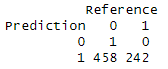 Reference
Prediction 0 1
0 1 0
1 458 242